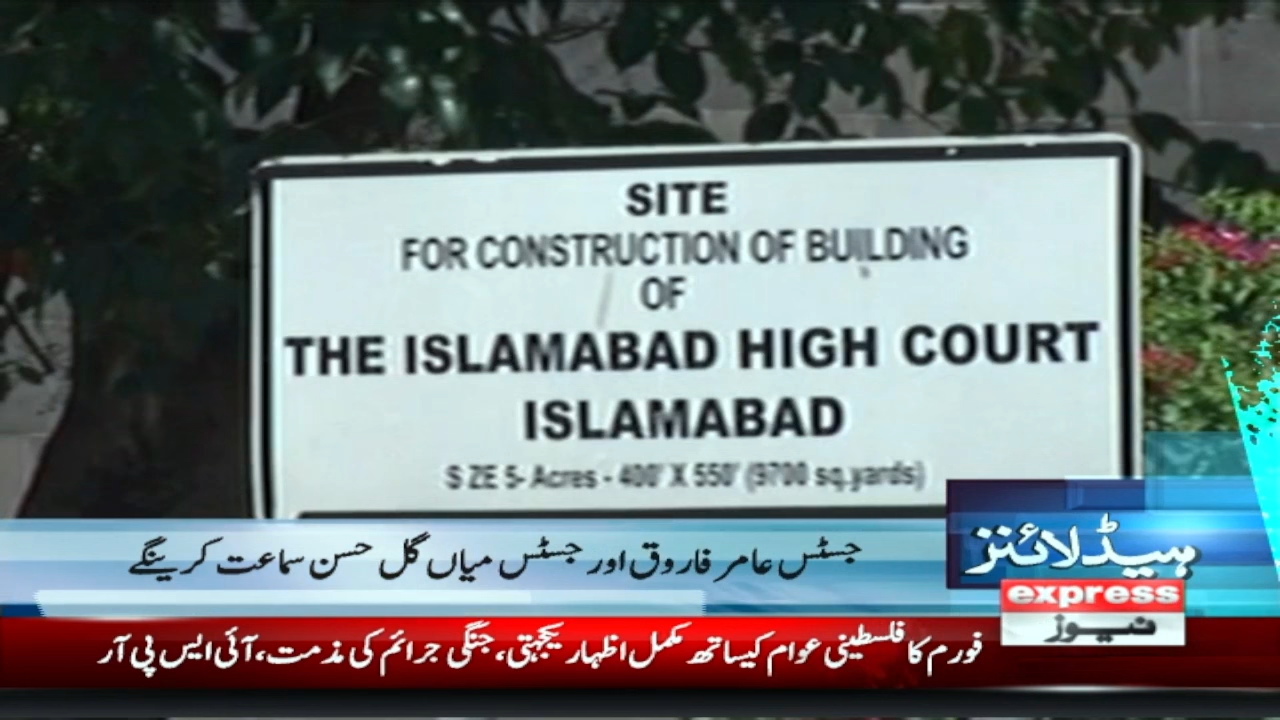 SITE
FOR CONSTRUCTION OF BUILDING
OF
THE ISLAMABAD HIGH COURT
ISLAMABAD
S ZE 5- Acres - 400' X 550' (9700 sq.yards)
ہیڈلائنز
جسٹس عامر فاروق اور جسٹس میاں گل حسن سماعت کرینگے
express
نیوز
فورم کا فلسطینی عوام کیساتھ مکمل اظہار یکجہتی، جنگی جرائم کی مذمت، آئی ایس پی آر